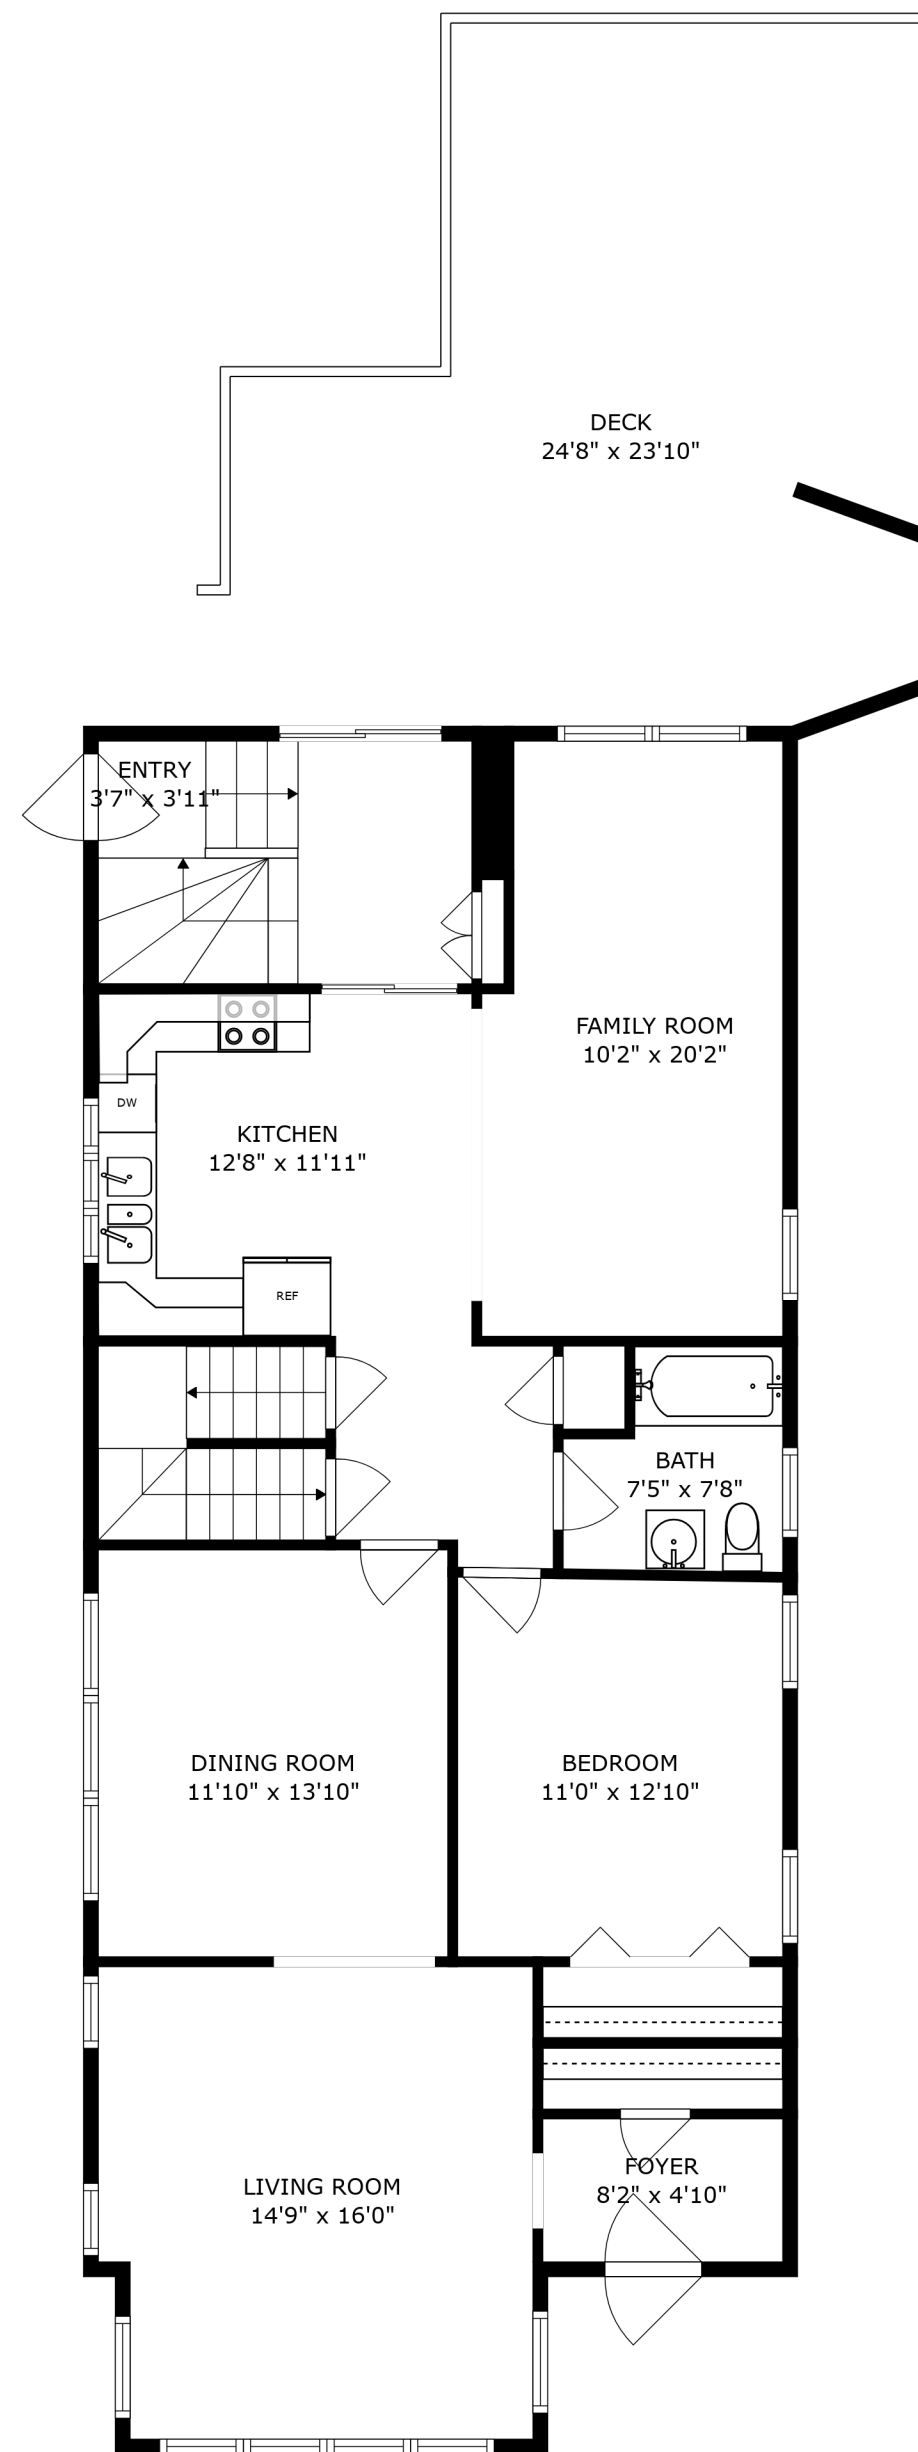 DECK
24'8" x 23'10"
ENTRY
3'7" x 3'11"
FAMILY ROOM
10'2" x 20'2"
DW
KITCHEN
12'8" x 11'11"
REF
BATH
7'5" x 7'8"
DINING ROOM
11'10" x 13'10"
BEDROOM
11'0" x 12'10"
FOYER
8'2" x 4'10"
LIVING ROOM
14'9" x 16'0"